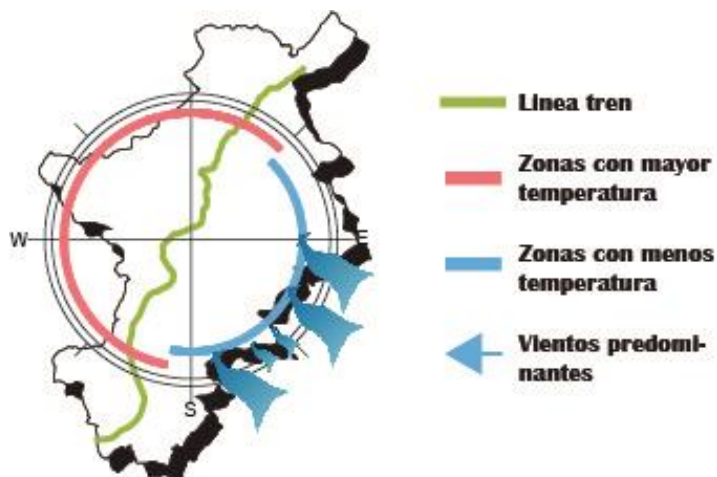 Linea tren
Zonas con mayor
temperatura
W
E
Zonas con menos
temperatura
Vientos predomi-
nantes
S